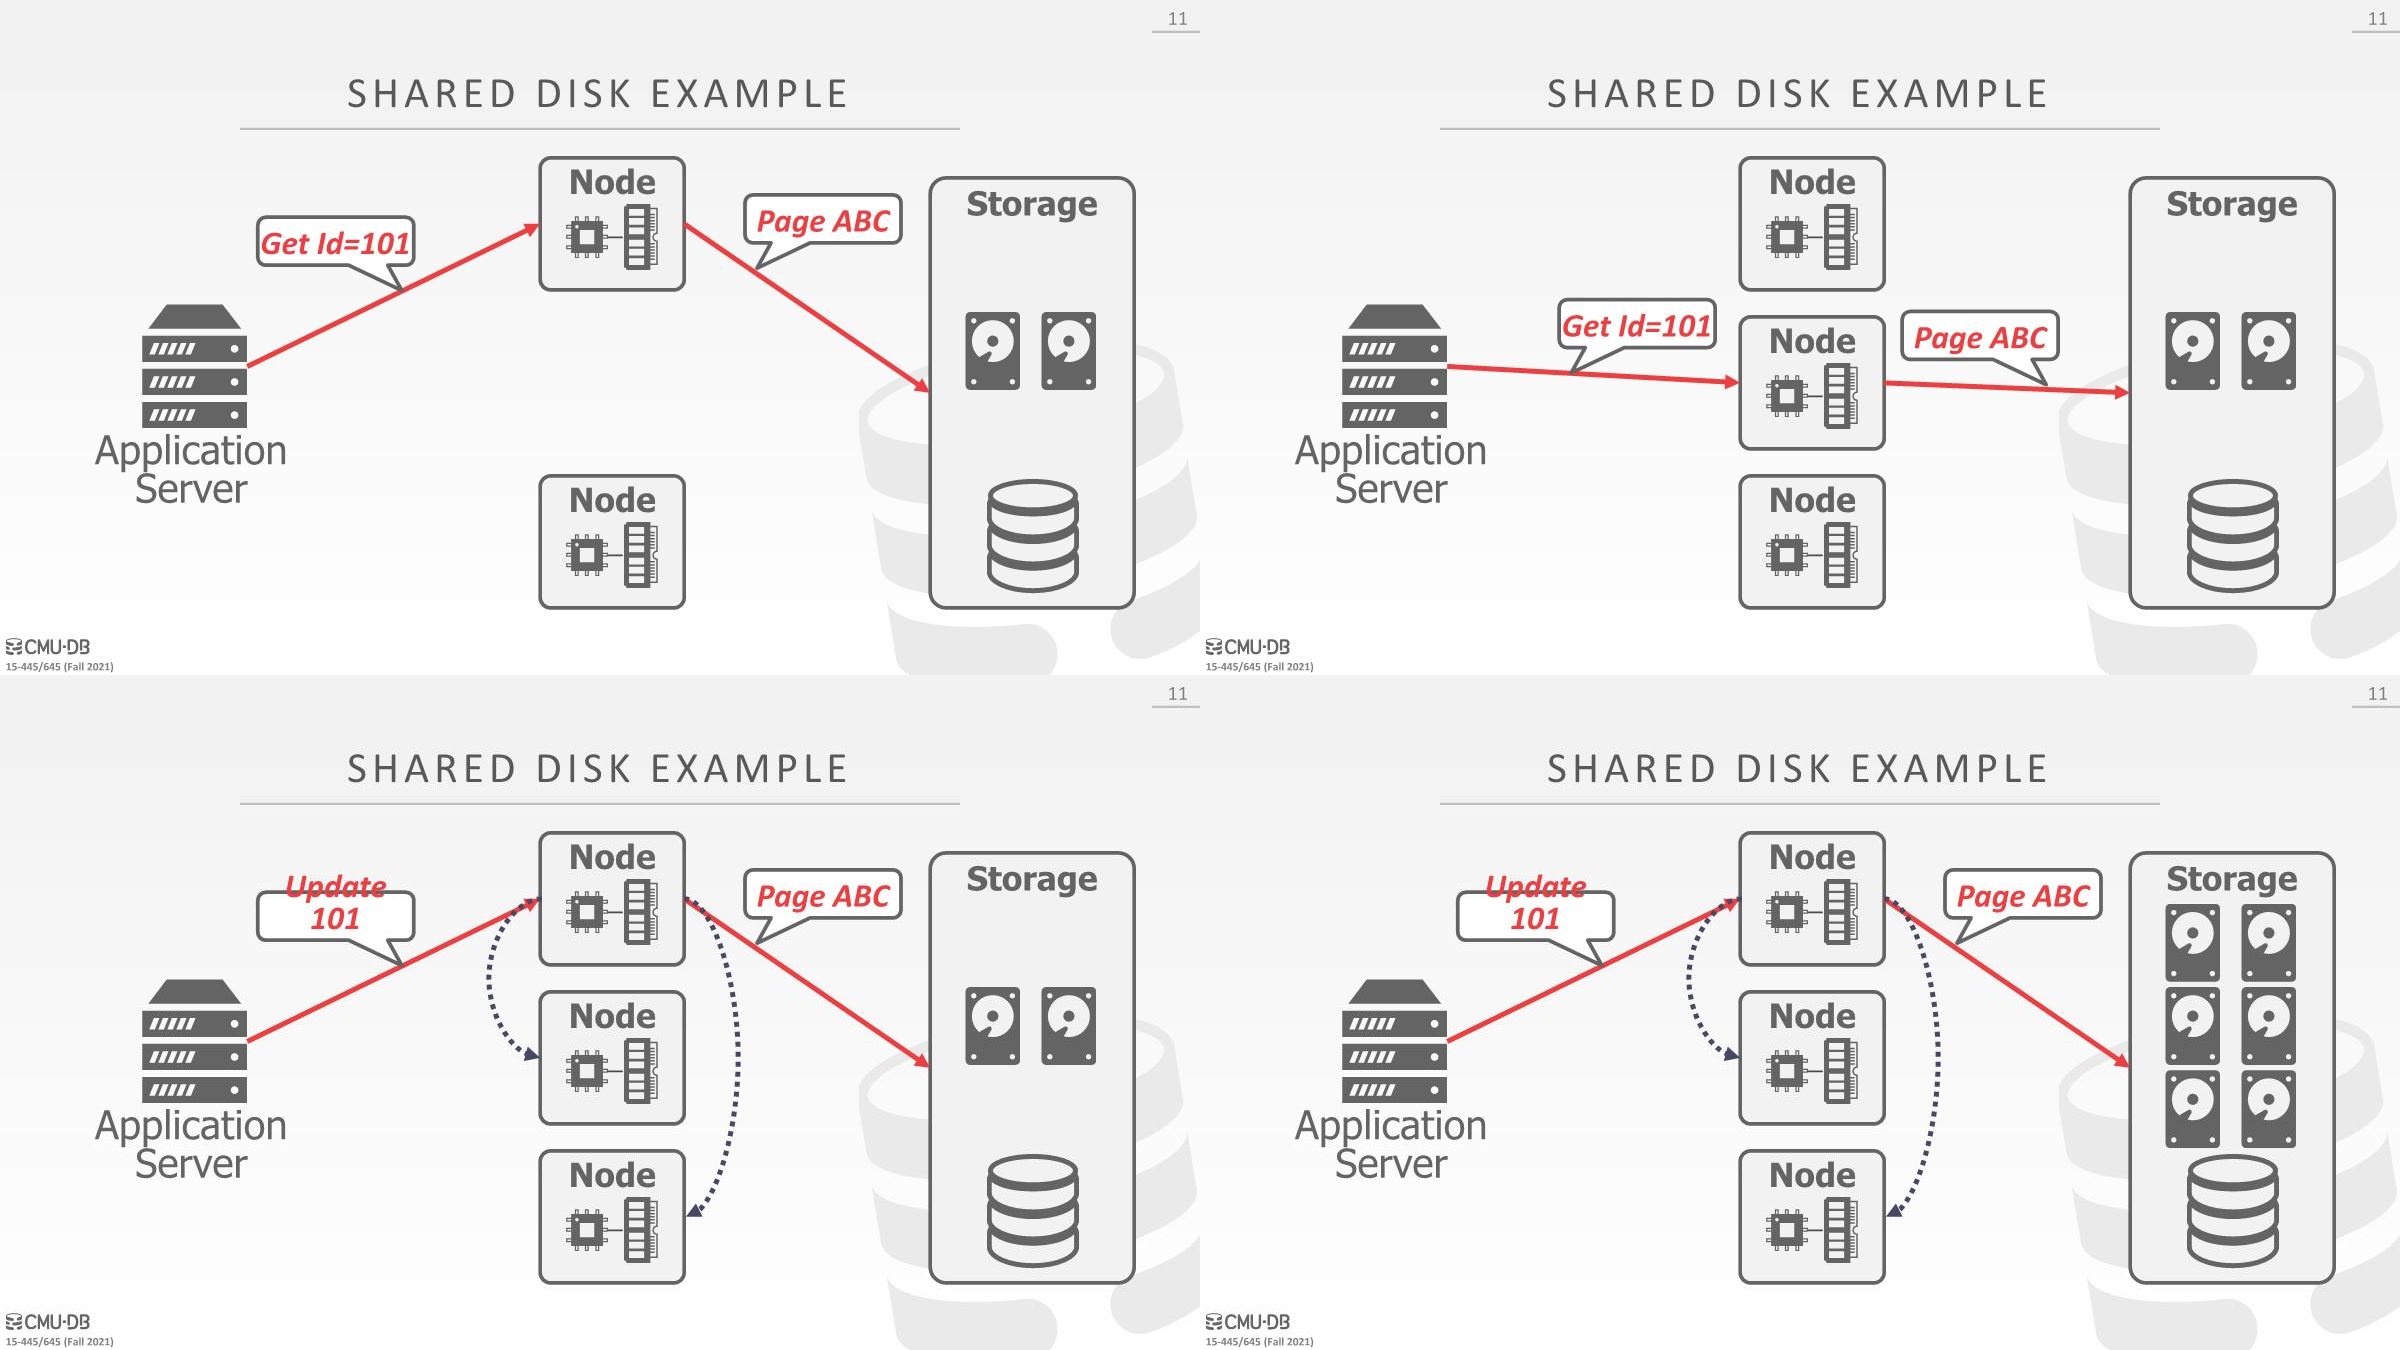 11
SHARED DISK EXAMPLE
Node
Storage
Page ABC
Get Id=101
Application
Server
Node
CMU·DB
15-445/645 (Fall 2021)
11
SHARED DISK EXAMPLE
Node
Storage
Get Id=101
Node
Page ABC
Application
Server
Node
CMU·DB
15-445/645 (Fall 2021)
11
SHARED DISK EXAMPLE
Node
Storage
Update
101
Page ABC
Node
Application
Server
Node
CMU·DB
15-445/645 (Fall 2021)
11
SHARED DISK EXAMPLE
Node
Storage
Update
101
Page ABC
Node
Application
Server
Node
CMU·DB
15-445/645 (Fall 2021)